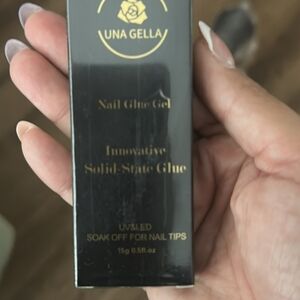 UNA GELLA
Nail Glue Gel
Innovative
Solid-State Glue
UV&LED
SOAK OFF FOR NAIL TIPS
15g 0.5fl.oz